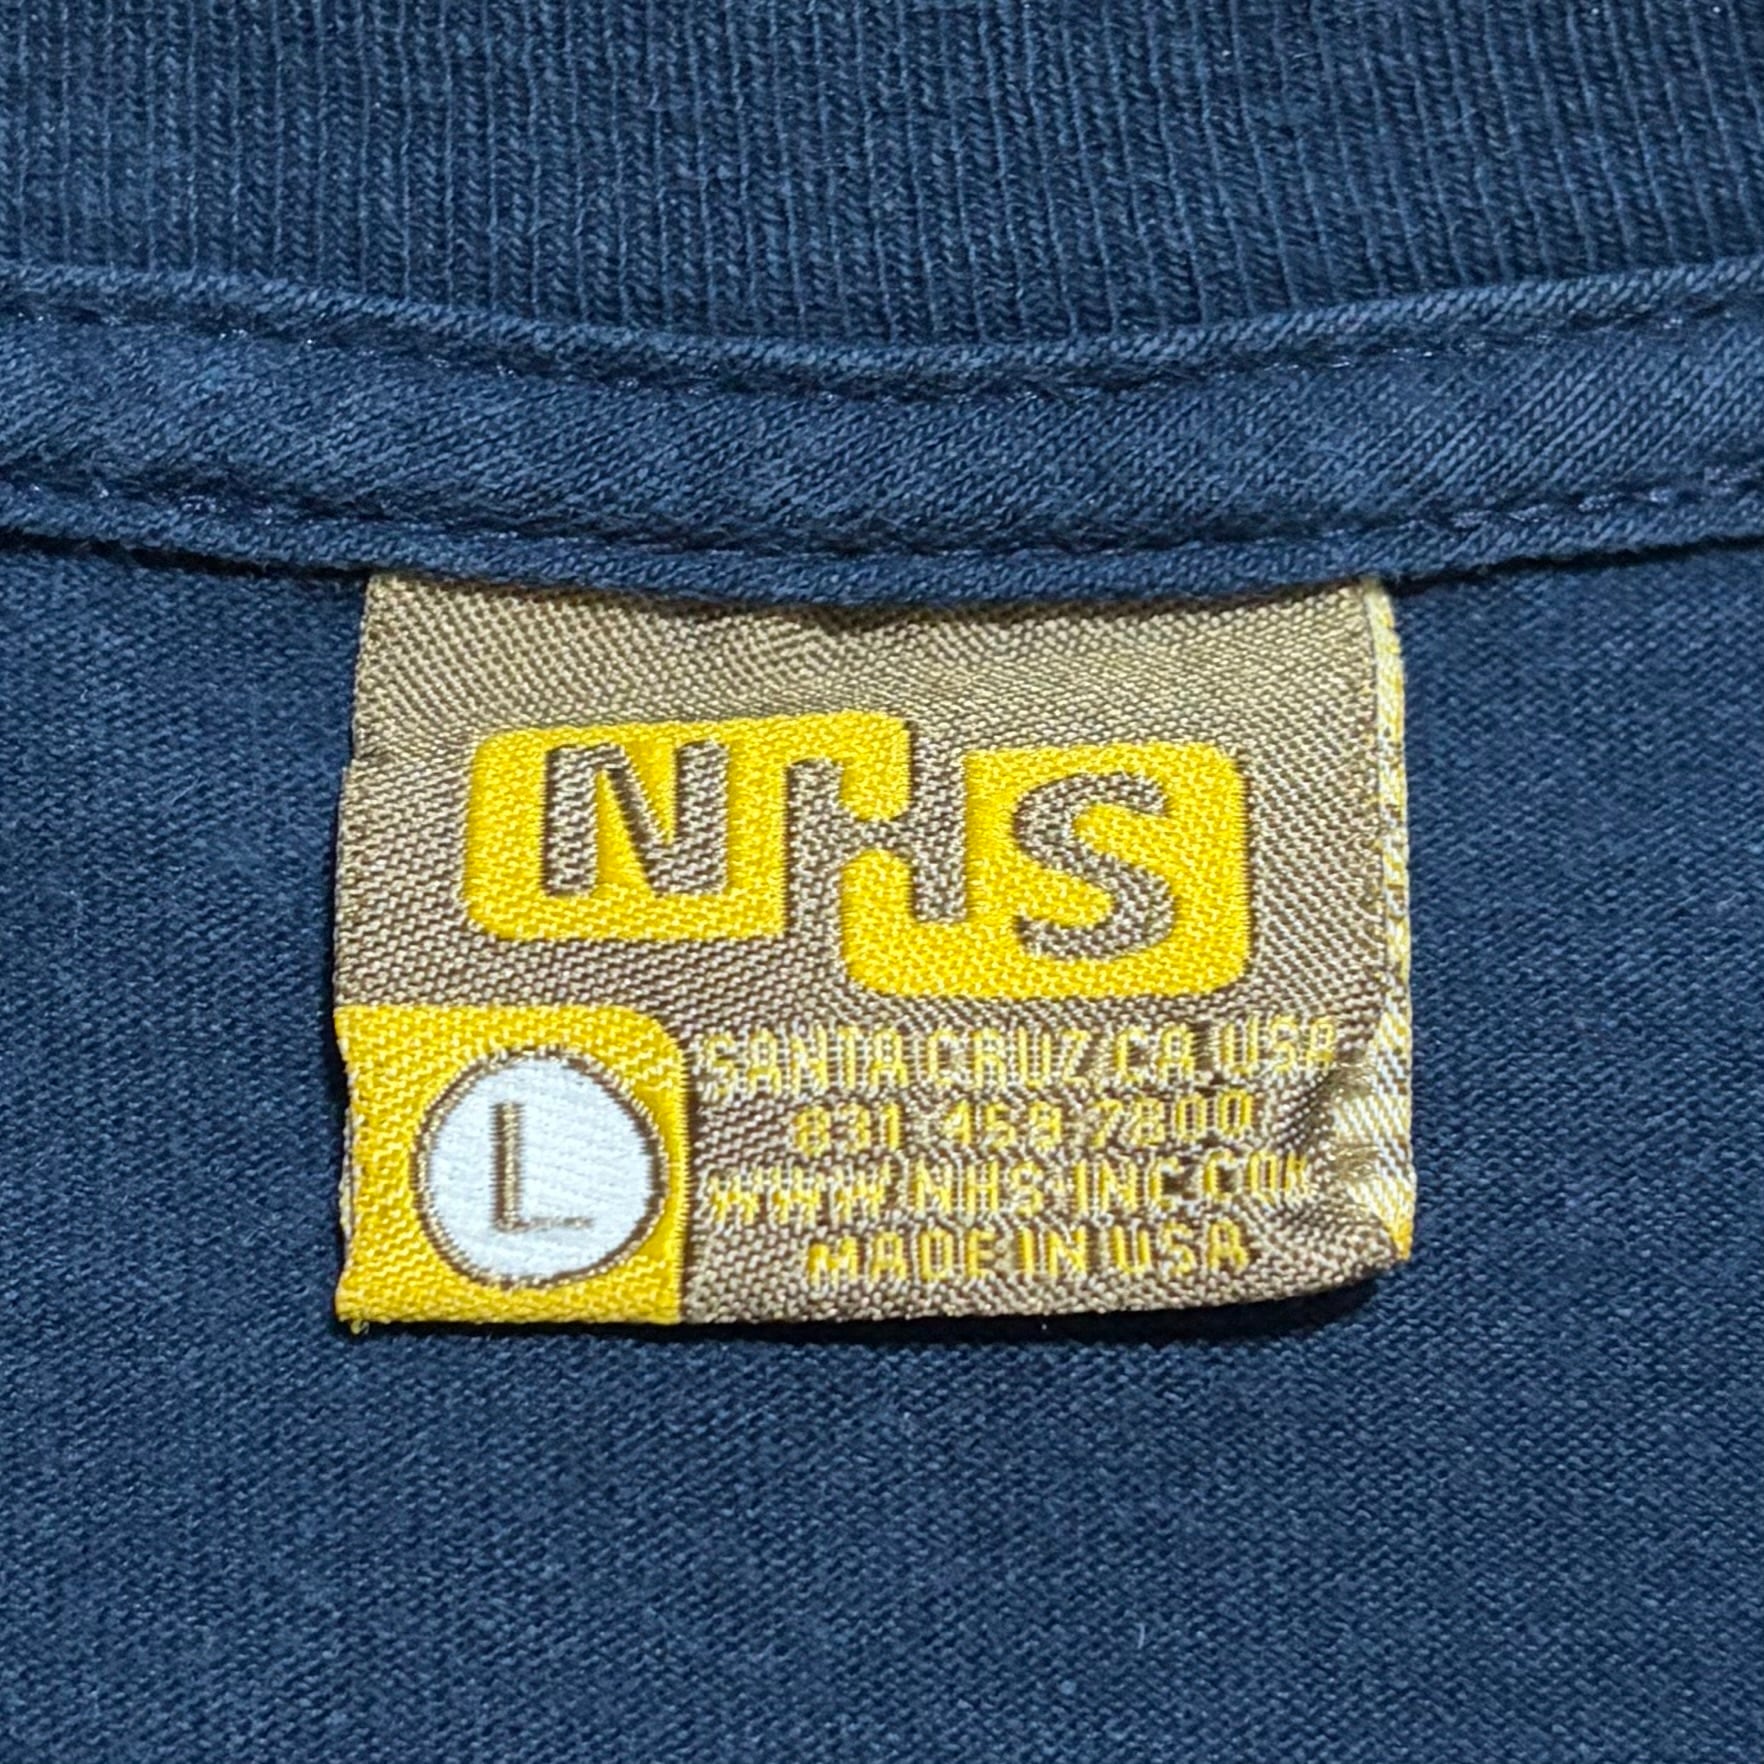 NHS
L
SANTA CRUZ, CA USA
831-459-7800
WWW.NHS-INC.COM
MADE IN USA